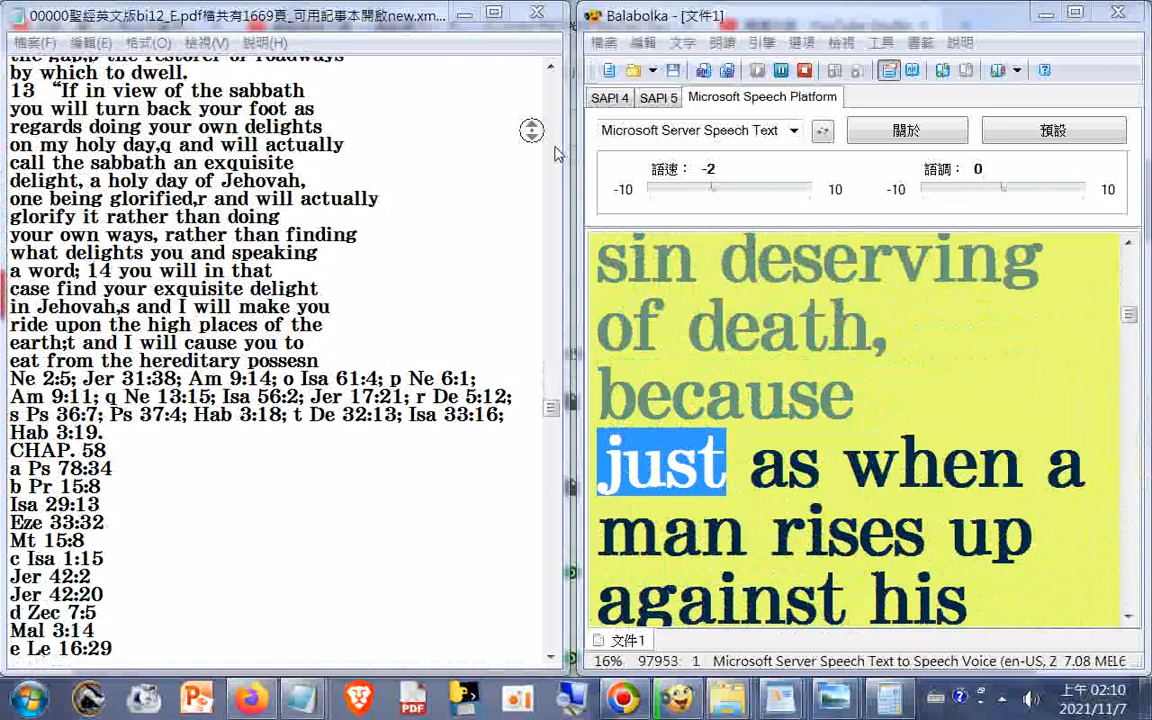 00000聖經英文版bi12_E.pdf檔共有1669頁_可用記事本開啟new.xm...
檔案(F) 編輯(E) 格式(O) 檢視(V) 說明(H)
the gap,p the restorer of roadways
by which to dwell.
13 “If in view of the sabbath
you will turn back your foot as
regards doing your own delights
on my holy day,q and will actually
call the sabbath an exquisite
delight, a holy day of Jehovah,
one being glorified,r and will actually
glorify it rather than doing
your own ways, rather than finding
what delights you and speaking
a word; 14 you will in that
case find your exquisite delight
in Jehovah,s and I will make you
ride upon the high places of the
earth;t and I will cause you to
eat from the hereditary possesn
Ne 2:5; Jer 31:38; Am 9:14; o Isa 61:4; p Ne 6:1;
Am 9:11; q Ne 13:15; Isa 56:2; Jer 17:21; r De 5:12;
s Ps 36:7; Ps 37:4; Hab 3:18; t De 32:13; Isa 33:16;
Hab 3:19.
CHAP. 58
a Ps 78:34
b Pr 15:8
Isa 29:13
Eze 33:32
Mt 15:8
c Isa 1:15
Jer 42:2
Jer 42:20
d Zec 7:5
Mal 3:14
e Le 16:29
Balabolka - [文件1]
檔案 編輯 文字 朗讀 引擎 選項 檢視 工具 書籤 說明
SAPI 4 SAPI 5 Microsoft Speech Platform
Microsoft Server Speech Text 關於 預設
語速： -2 語調： 0
-10 10 -10 10
sin deserving
of death,
because
just as when a
man rises up
against his
文件1
16% 97953: 1 Microsoft Server Speech Text to Speech Voice (en-US, Z 7.08 МБ
PDF
上午 02:10
2021/11/7